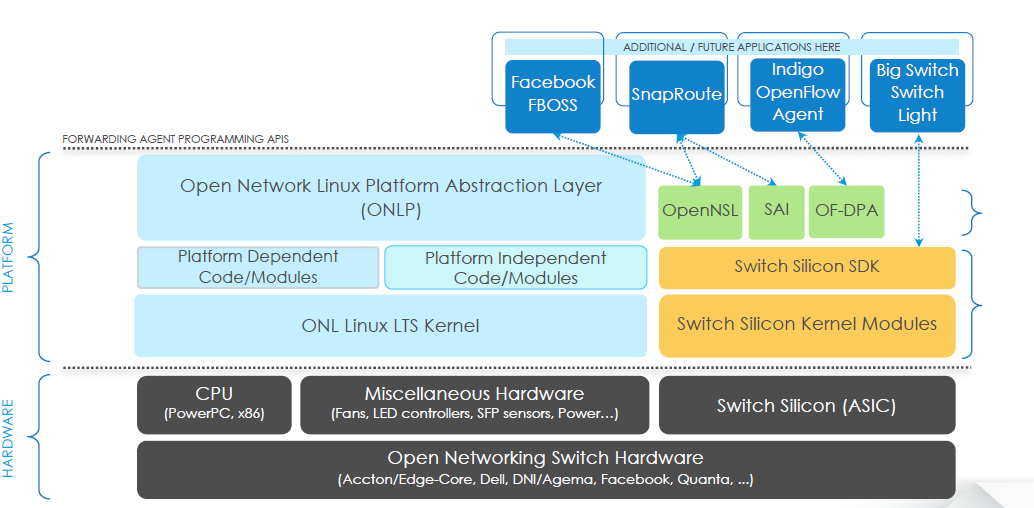 ADDITIONAL / FUTURE APPLICATIONS HERE
Facebook
FBOSS
SnapRoute
Indigo
OpenFlow
Agent
Big Switch
Switch
Light
FORWARDING AGENT PROGRAMMING APIS
PLATFORM
Open Network Linux Platform Abstraction Layer
(ONLP)
OpenNSL
SAI
OF-DPA
Platform Dependent
Code/Modules
Platform Independent
Code/Modules
Switch Silicon SDK
ONL Linux LTS Kernel
Switch Silicon Kernel Modules
HARDWARE
CPU
(PowerPC, x86)
Miscellaneous Hardware
(Fans, LED controllers, SFP sensors, Power...)
Switch Silicon (ASIC)
Open Networking Switch Hardware
(Accton/Edge-Core, Dell, DNI/Agema, Facebook, Quanta, ...)